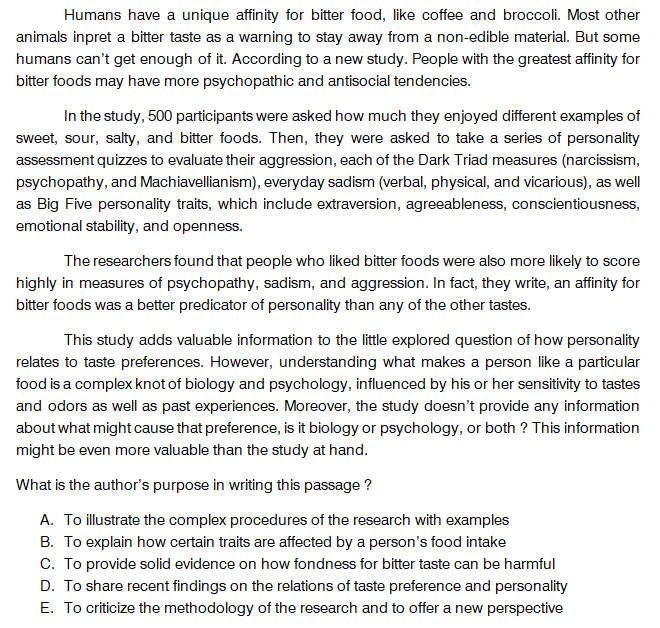 Humans have a unique affinity for bitter food, like coffee and broccoli. Most other
animals inpret a bitter taste as a warning to stay away from a non-edible material. But some
humans can't get enough of it. According to a new study. People with the greatest affinity for
bitter foods may have more psychopathic and antisocial tendencies.
In the study, 500 participants were asked how much they enjoyed different examples of
sweet, sour, salty, and bitter foods. Then, they were asked to take a series of personality
assessment quizzes to evaluate their aggression, each of the Dark Triad measures (narcissism,
psychopathy, and Machiavellianism), everyday sadism (verbal, physical, and vicarious), as well
as Big Five personality traits, which include extraversion, agreeableness, conscientiousness,
emotional stability, and openness.
The researchers found that people who liked bitter foods were also more likely to score
highly in measures of psychopathy, sadism, and aggression. In fact, they write, an affinity for
bitter foods was a better predicator of personality than any of the other tastes.
This study adds valuable information to the little explored question of how personality
relates to taste preferences. However, understanding what makes a person like a particular
food is a complex knot of biology and psychology, influenced by his or her sensitivity to tastes
and odors as well as past experiences. Moreover, the study doesn't provide any information
about what might cause that preference, is it biology or psychology, or both ? This information
might be even more valuable than the study at hand.
What is the author's purpose in writing this passage ?
A. To illustrate the complex procedures of the research with examples
B. To explain how certain traits are affected by a person's food intake
C. To provide solid evidence on how fondness for bitter taste can be harmful
D. To share recent findings on the relations of taste preference and personality
E. To criticize the methodology of the research and to offer a new perspective